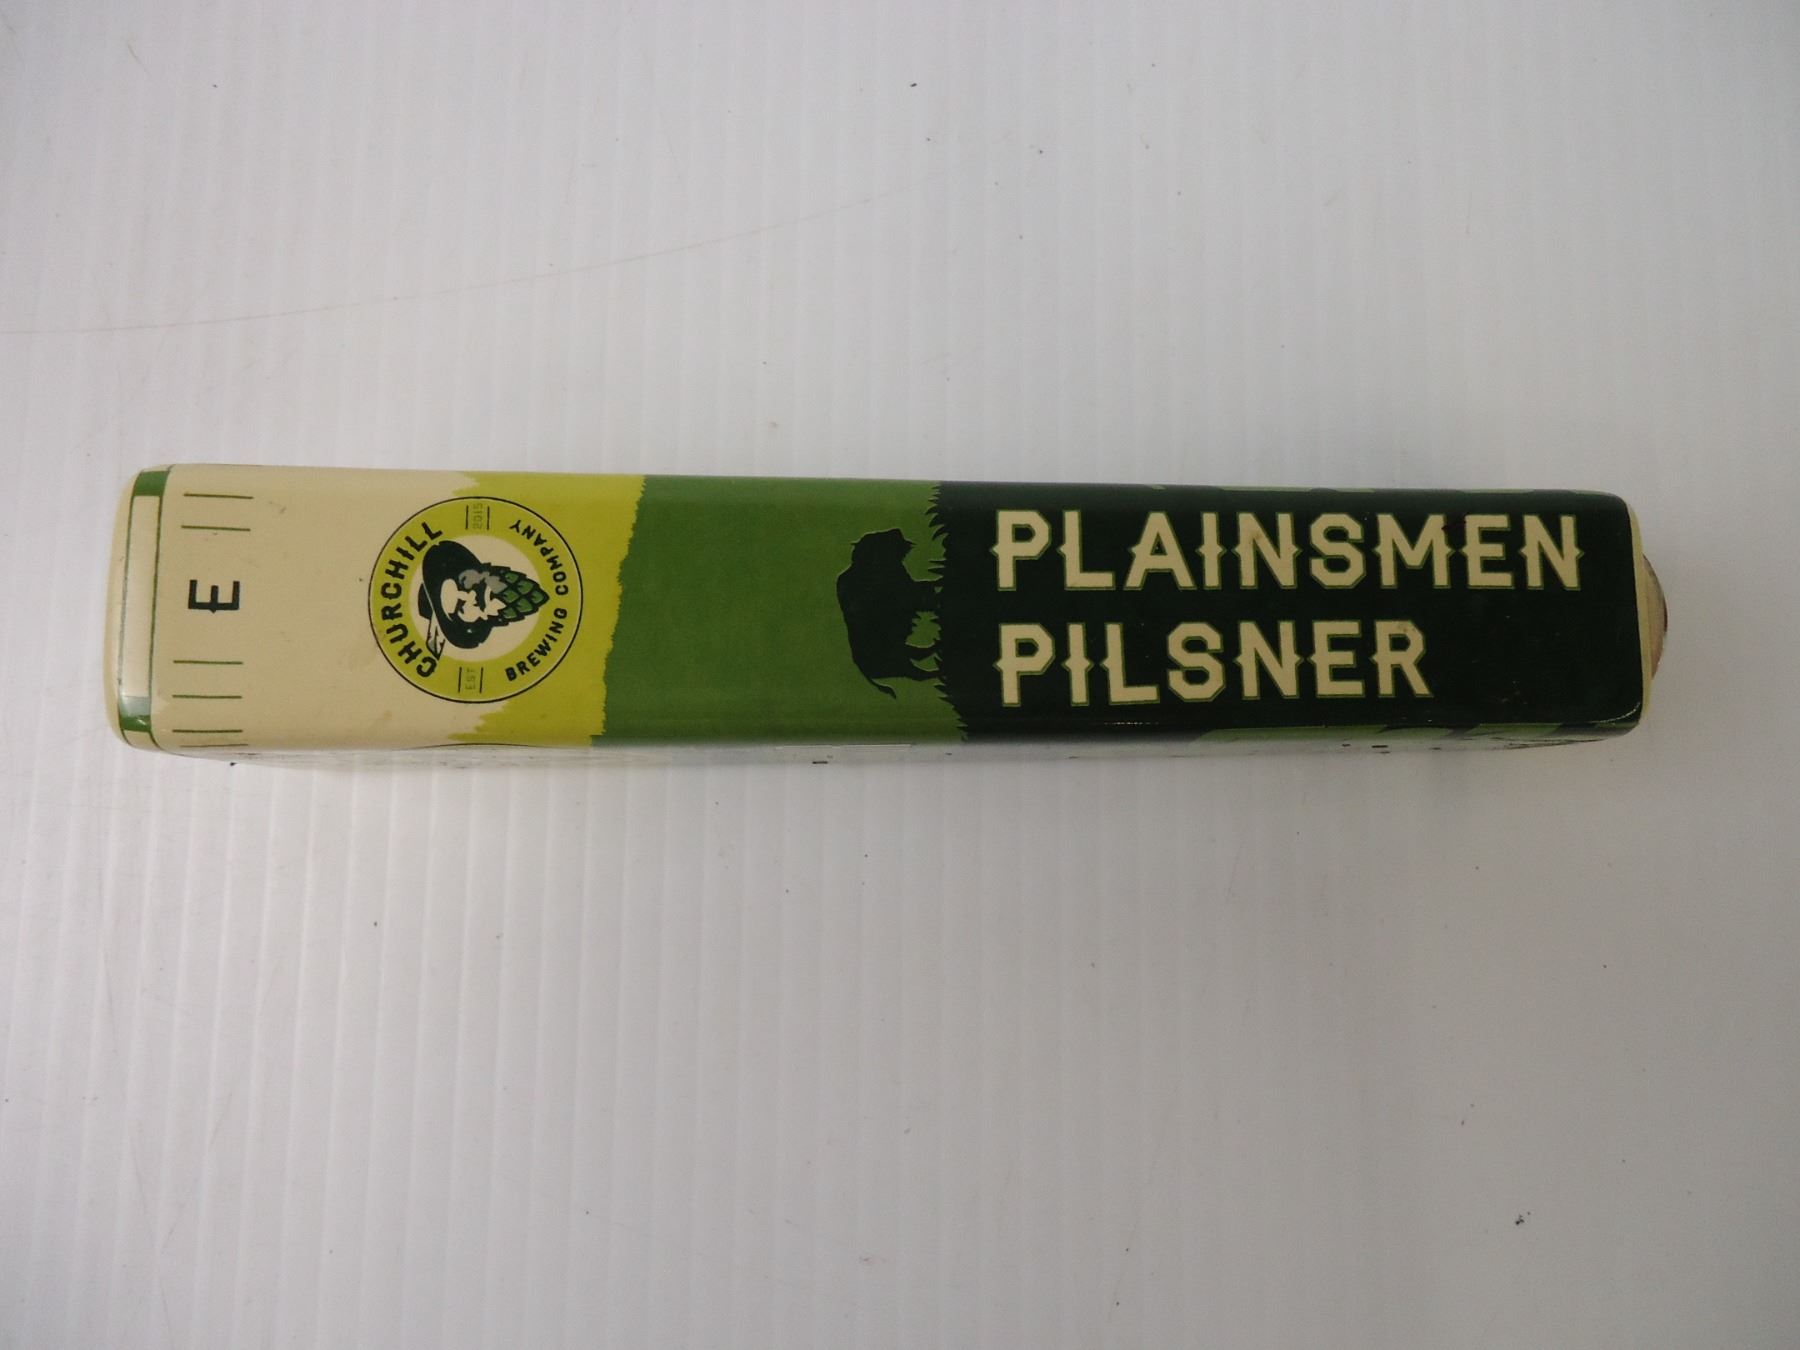 E
CHURCHILL
BREWING COMPANY
EST
2015
PLAINSMEN
PILSNER